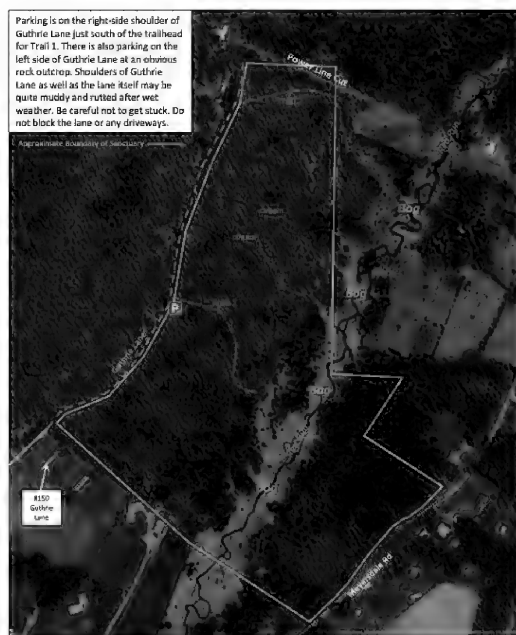 Parking is on the right-side shoulder of
Guthrie Lane just south of the trailhead
for Trail 1. There is also parking on the
left side of Guthrie Lane at an obvious
rock outcrop. Shoulders of Guthrie
Lane as well as the lane itself may be
quite muddy and rutted after wet
weather. Be careful not to get stuck. Do
not block the lane or any driveways.
Approximate Boundary of Sanctuary
Power Line Cut
Bog
Bog
P
Guthrie Lane
Bog
#150
Guthrie
Lane